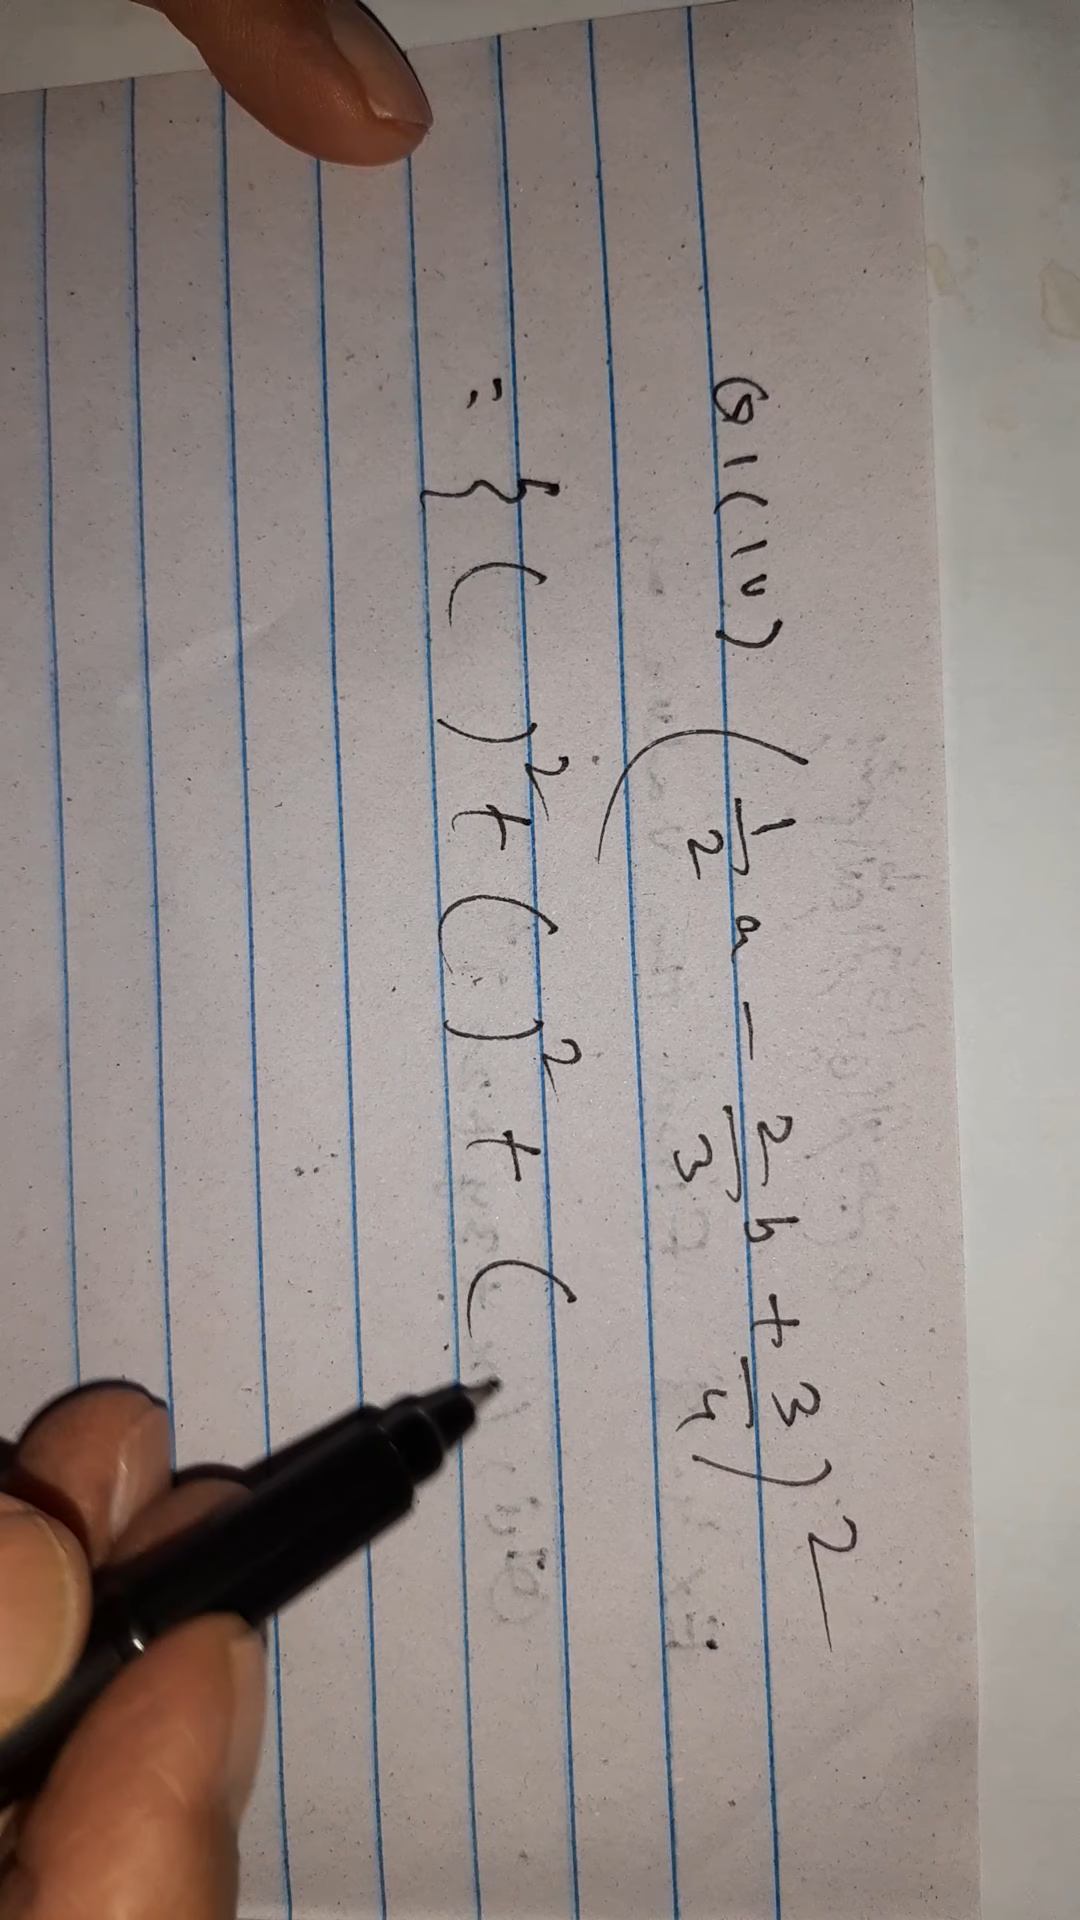 Q1(iv) (1/2 a - 2/3 b + 3/4)²
= {( )² + ( )² + (